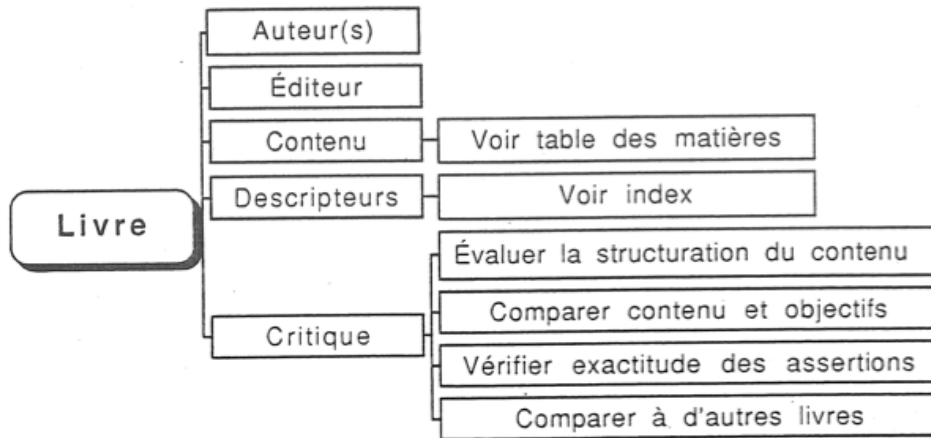 Livre
Auteur(s)
Éditeur
Contenu
Voir table des matières
Descripteurs
Voir index
Critique
Évaluer la structuration du contenu
Comparer contenu et objectifs
Vérifier exactitude des assertions
Comparer à d'autres livres